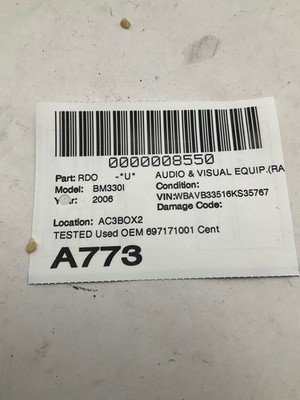 0000008550
Part: RDO -*U* AUDIO & VISUAL EQUIP.(RA
Model: BM330I Condition:
Year: 2006 VIN:WBAVB33516KS35767
Damage Code:
Location: AC3BOX2
TESTED Used OEM 697171001 Cent
A773